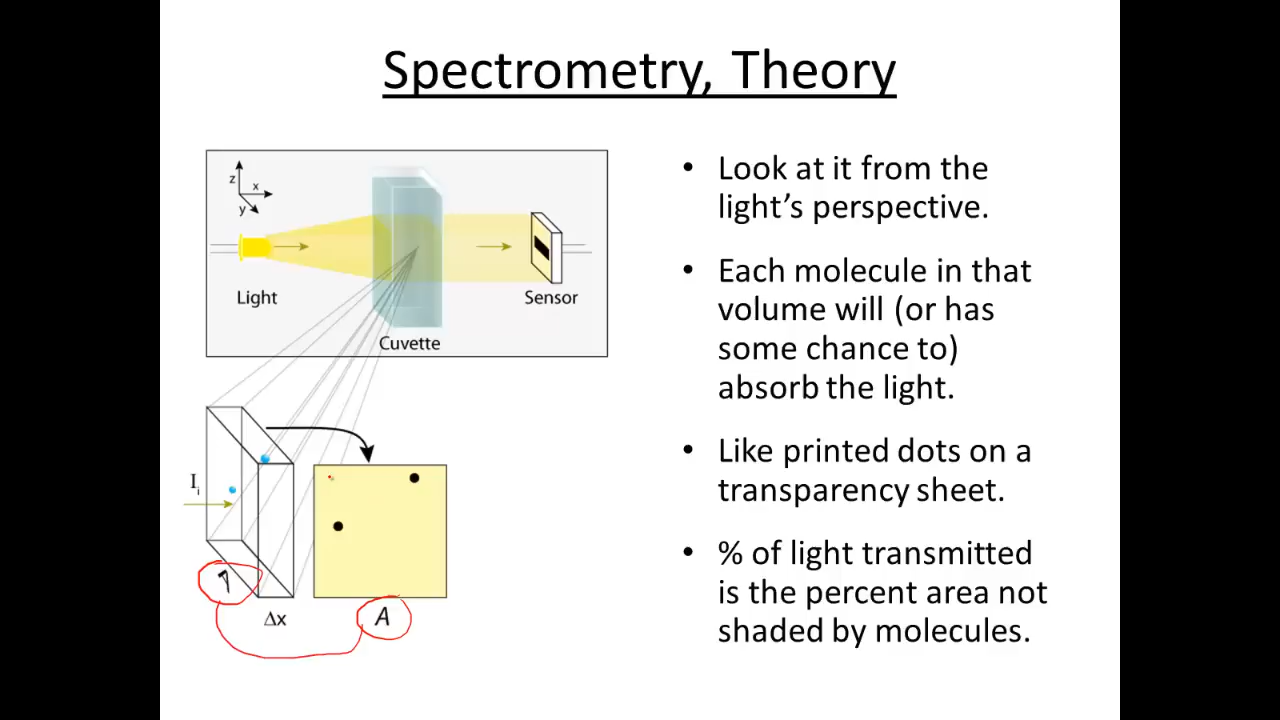 Spectrometry, Theory
z
x
y
Light
Cuvette
Sensor
Ii
Δx
A
A
• Look at it from the
light’s perspective.
• Each molecule in that
volume will (or has
some chance to)
absorb the light.
• Like printed dots on a
transparency sheet.
• % of light transmitted
is the percent area not
shaded by molecules.